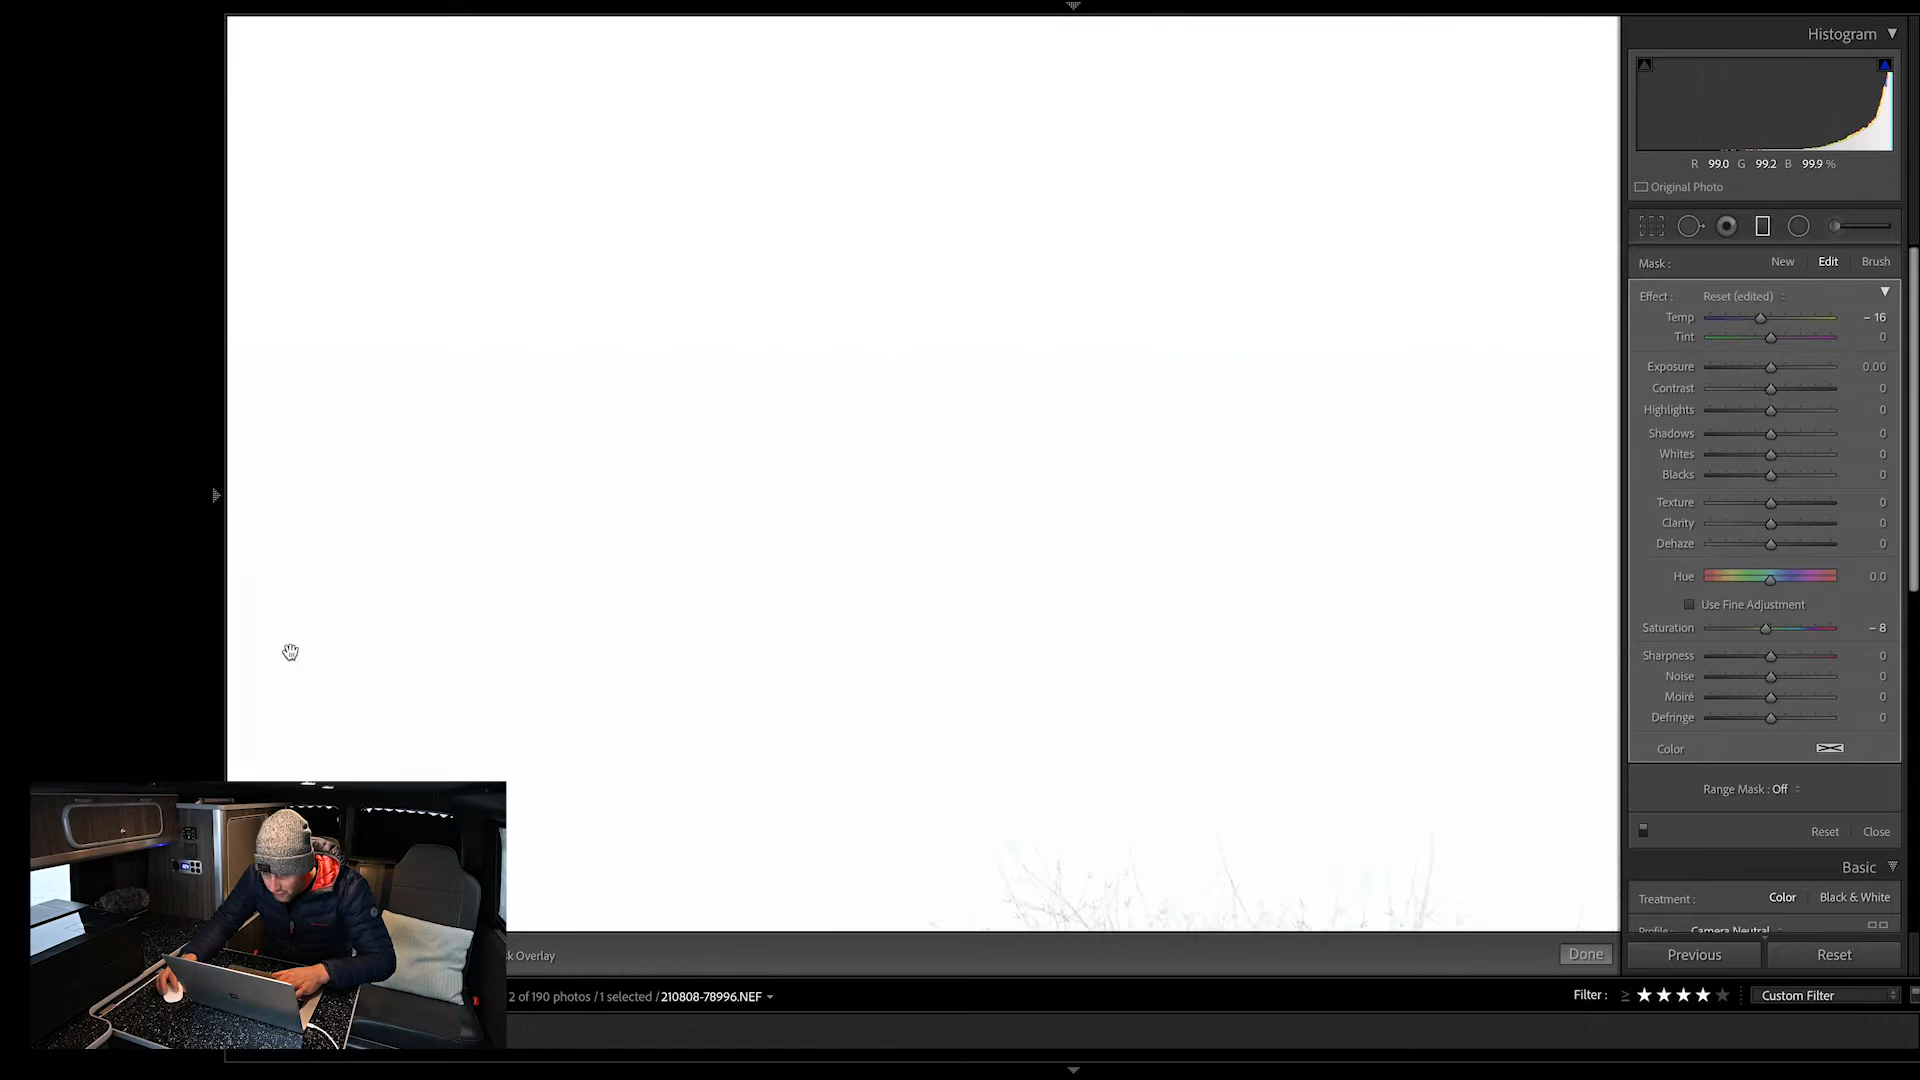 Histogram
R 99.0 G 99.2 B 99.9 %
Original Photo
Mask : New Edit Brush
Effect : Reset (edited)
Temp – 16
Tint 0
Exposure 0.00
Contrast 0
Highlights 0
Shadows 0
Whites 0
Blacks 0
Texture 0
Clarity 0
Dehaze 0
Hue 0.0
Use Fine Adjustment
Saturation – 8
Sharpness 0
Noise 0
Moiré 0
Defringe 0
Color
Range Mask : Off
Reset Close
Basic
Treatment : Color Black & White
Profile : Camera Neutral
sk Overlay Done Previous Reset
2 of 190 photos / 1 selected / 210808-78996.NEF Filter : ≥ Custom Filter